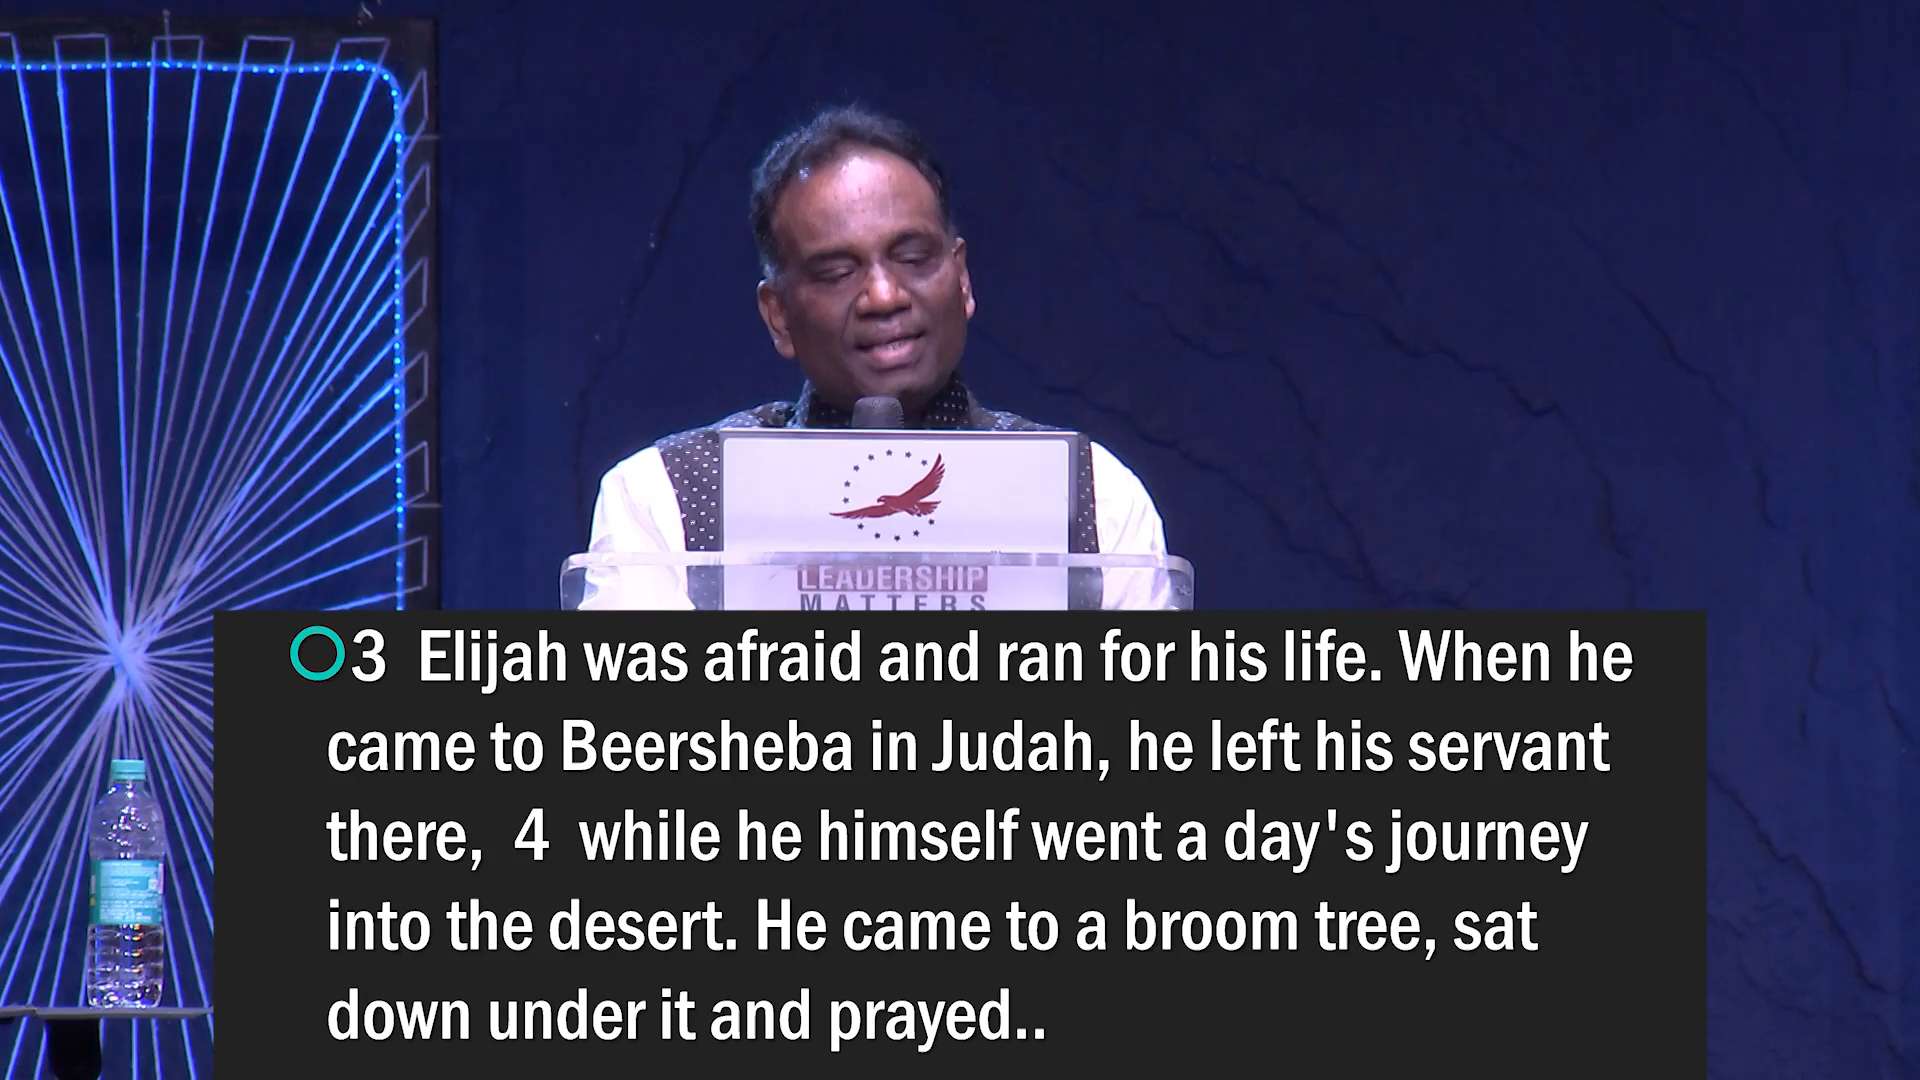 LEADERSHIP
MATTERS
3 Elijah was afraid and ran for his life. When he
came to Beersheba in Judah, he left his servant
there, 4 while he himself went a day's journey
into the desert. He came to a broom tree, sat
down under it and prayed..